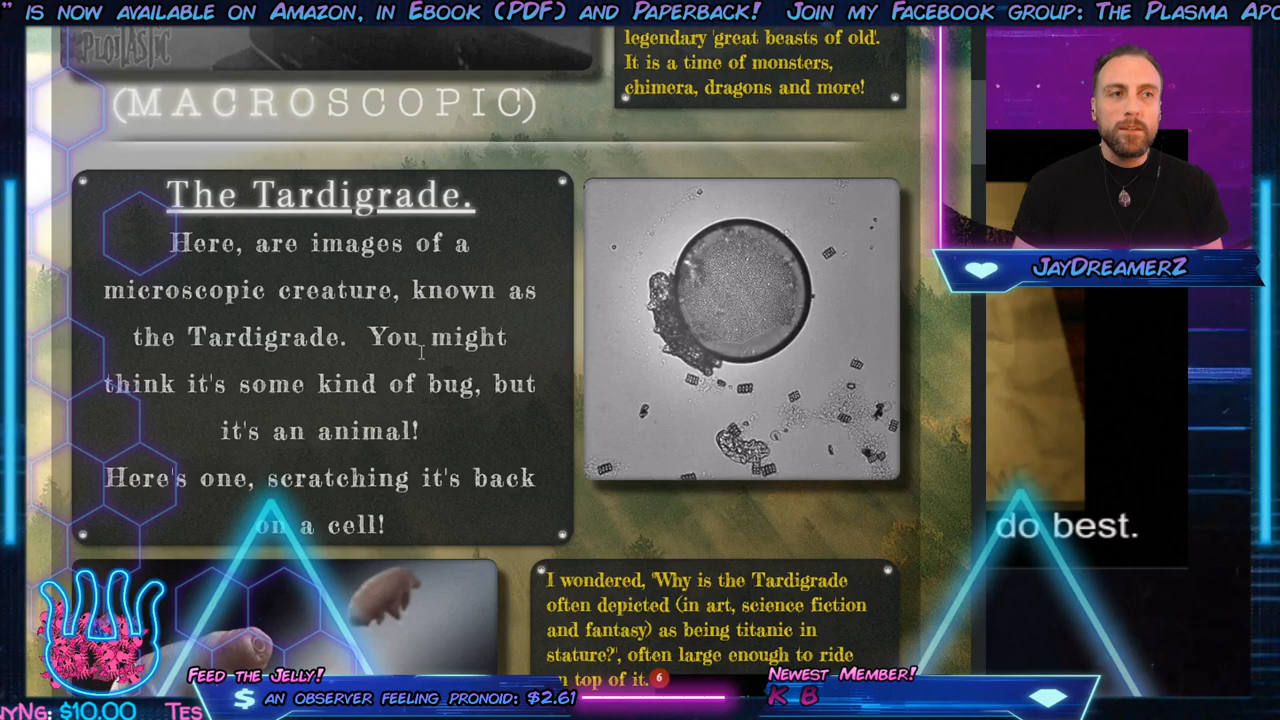 " is now available on Amazon, in Ebook (PDF) and Paperback!  Join my Facebook group: The Plasma Apo
legendary 'great beasts of old'.
It is a time of monsters,
chimera, dragons and more!
(MACROSCOPIC)
The Tardigrade.
Here, are images of a
microscopic creature, known as
the Tardigrade.  You might
think it's some kind of bug, but
it's an animal!
Here's one, scratching it's back
on a cell!
JayDreamerZ
do best.
I wondered, "Why is the Tardigrade
often depicted (in art, science fiction
and fantasy) as being titanic in
stature?", often large enough to ride
on top of it.
6
Feed the Jelly!
$ an observer feeling pronoid: $2.61
Newest Member!
K B
nyNg: $10.00 Tes